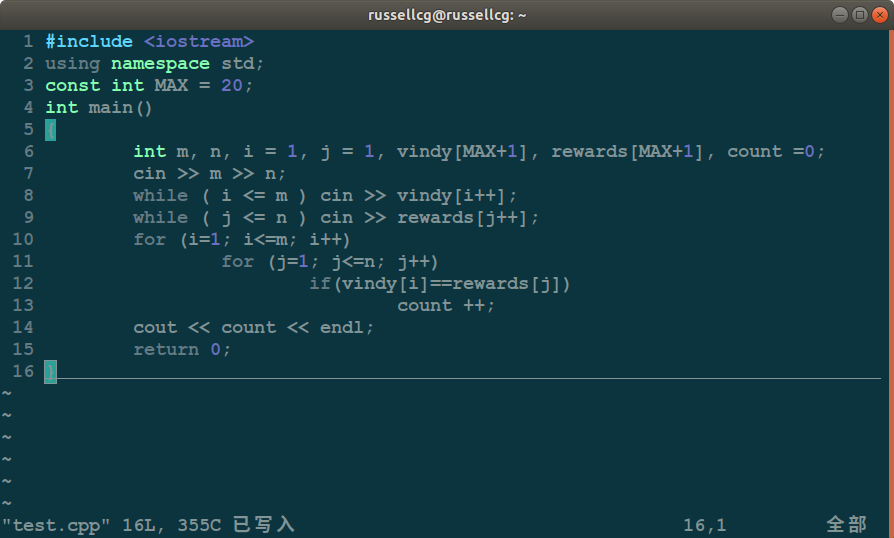 russellcg@russellcg: ~
1 #include <iostream>
2 using namespace std;
3 const int MAX = 20;
4 int main()
5 {
6         int m, n, i = 1, j = 1, vindy[MAX+1], rewards[MAX+1], count =0;
7         cin >> m >> n;
8         while ( i <= m ) cin >> vindy[i++];
9         while ( j <= n ) cin >> rewards[j++];
10         for (i=1; i<=m; i++)
11                 for (j=1; j<=n; j++)
12                         if(vindy[i]==rewards[j])
13                                 count ++;
14         cout << count << endl;
15         return 0;
16 }
~
~
~
~
~
~
"test.cpp" 16L, 355C 已写入 16,1 全部